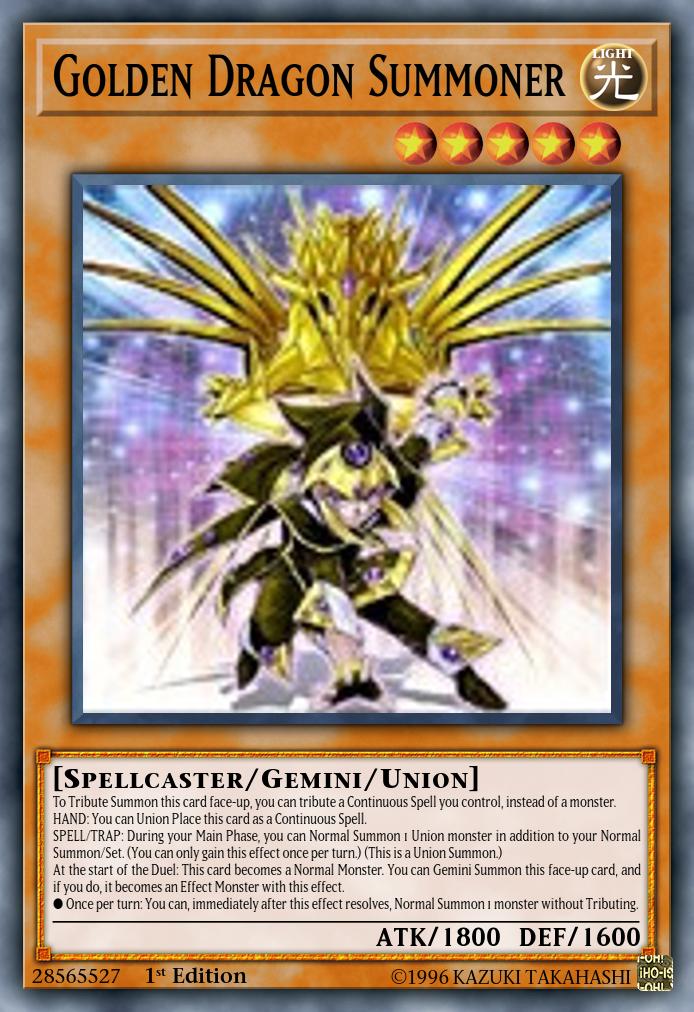 Golden Dragon Summoner
LIGHT
光
[Spellcaster/Gemini/Union]
To Tribute Summon this card face-up, you can tribute a Continuous Spell you control, instead of a monster.
HAND: You can Union Place this card as a Continuous Spell.
SPELL/TRAP: During your Main Phase, you can Normal Summon 1 Union monster in addition to your Normal
Summon/Set. (You can only gain this effect once per turn.) (This is a Union Summon.)
At the start of the Duel: This card becomes a Normal Monster. You can Gemini Summon this face-up card, and
if you do, it becomes an Effect Monster with this effect.
● Once per turn: You can, immediately after this effect resolves, Normal Summon 1 monster without Tributing.
ATK/1800 DEF/1600
28565527 1st Edition ©1996 KAZUKI TAKAHASHI